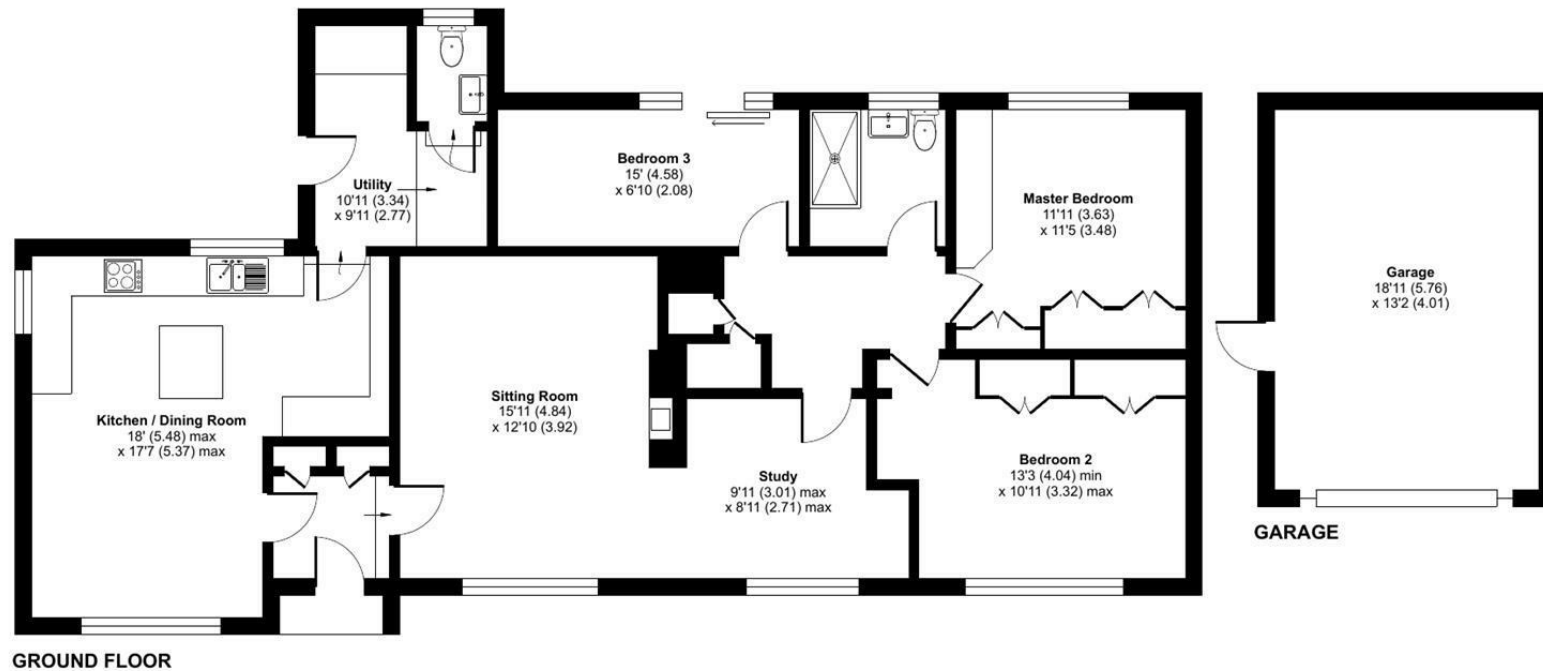 Utility
10'11 (3.34)
x 9'11 (2.77)
Bedroom 3
15' (4.58)
x 6'10 (2.08)
Master Bedroom
11'11 (3.63)
x 11'5 (3.48)
Garage
18'11 (5.76)
x 13'2 (4.01)
Kitchen / Dining Room
18' (5.48) max
x 17'7 (5.37) max
Sitting Room
15'11 (4.84)
x 12'10 (3.92)
Study
9'11 (3.01) max
x 8'11 (2.71) max
Bedroom 2
13'3 (4.04) min
x 10'11 (3.32) max
GARAGE
GROUND FLOOR